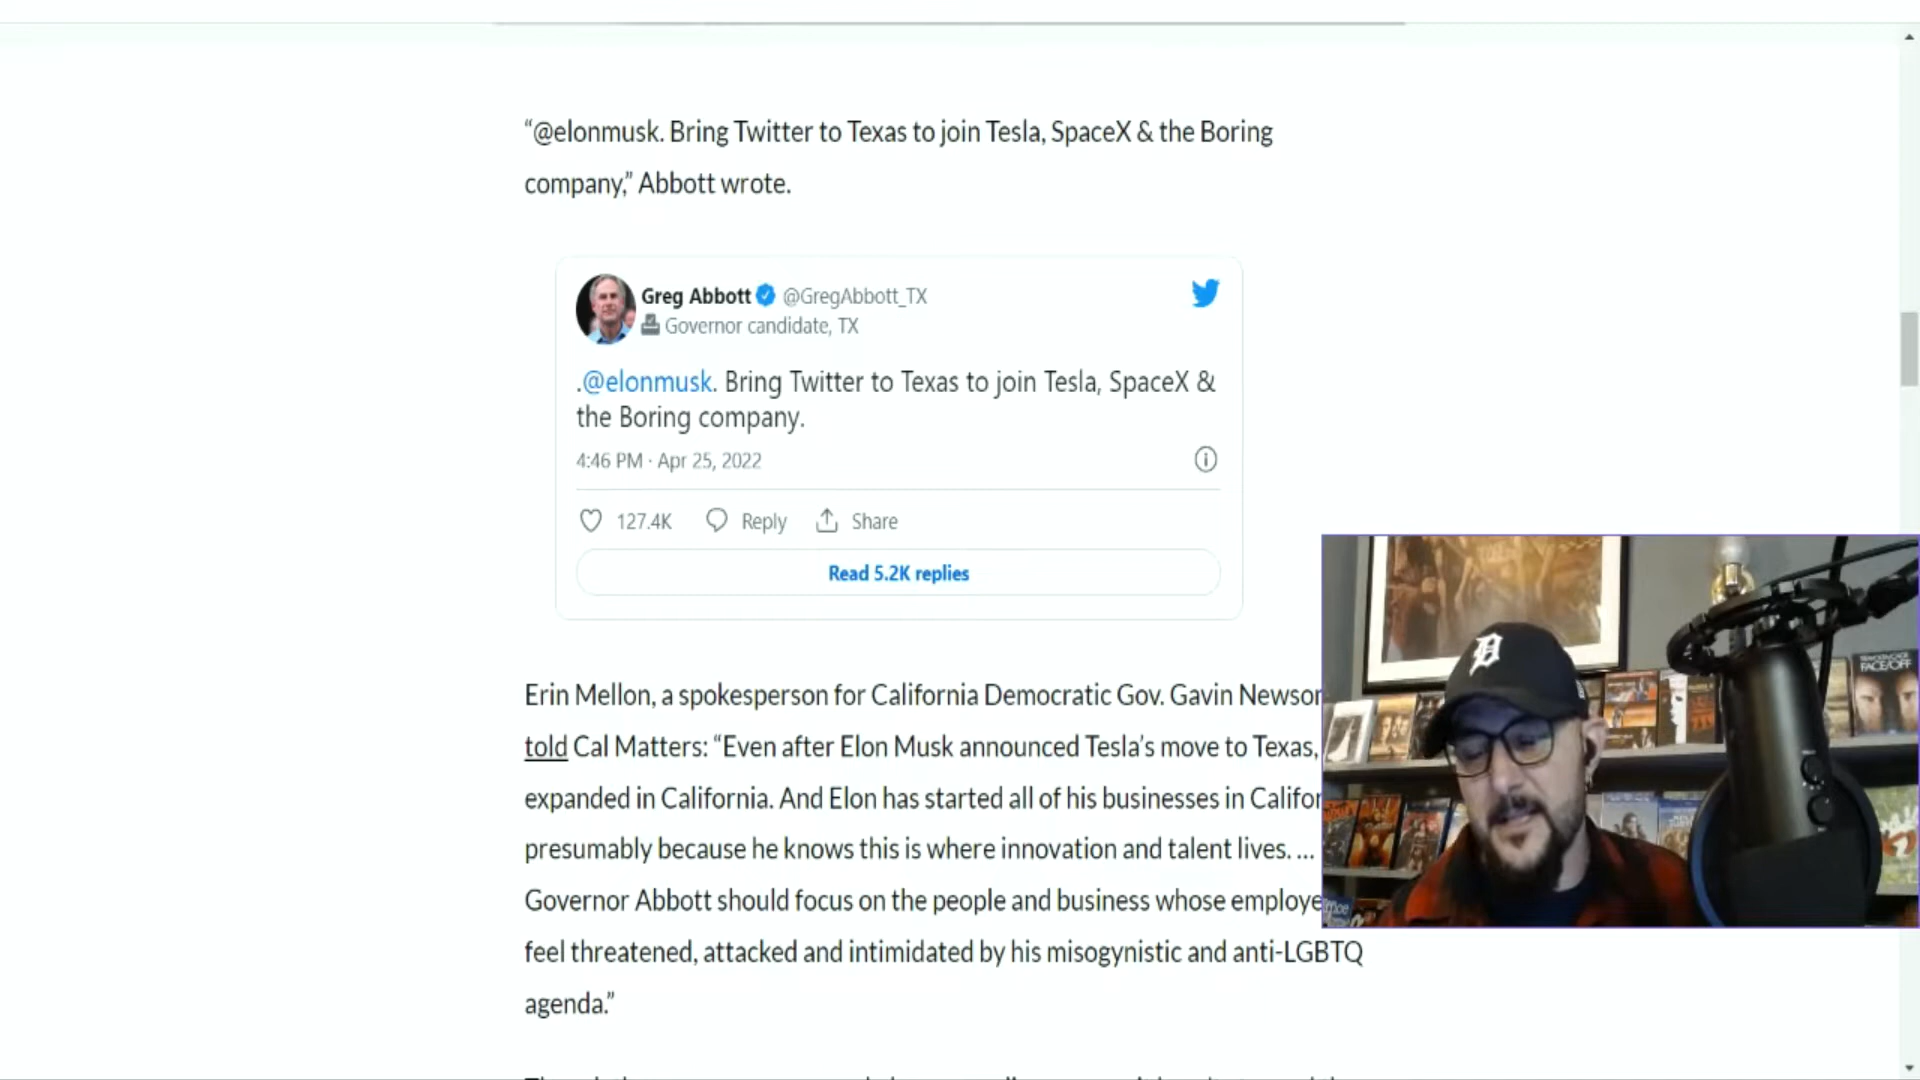 “@elonmusk. Bring Twitter to Texas to join Tesla, SpaceX & the Boring
company,” Abbott wrote.
Greg Abbott @GregAbbott_TX
Governor candidate, TX
.@elonmusk. Bring Twitter to Texas to join Tesla, SpaceX &
the Boring company.
4:46 PM · Apr 25, 2022
127.4K Reply Share
Read 5.2K replies
Erin Mellon, a spokesperson for California Democratic Gov. Gavin Newsom
told Cal Matters: “Even after Elon Musk announced Tesla’s move to Texas,
expanded in California. And Elon has started all of his businesses in
presumably because he knows this is where innovation and talent lives. ...
Governor Abbott should focus on the people and business whose
feel threatened, attacked and intimidated by his misogynistic and anti-LGBTQ
agenda.”
FACE/OFF